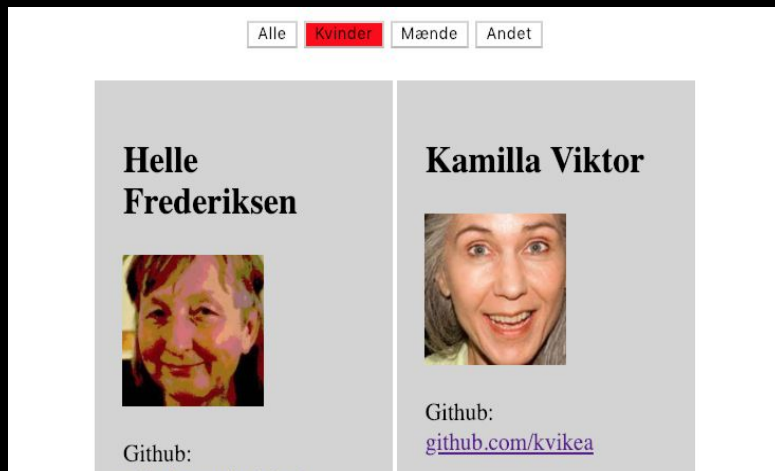 Alle Kvinder Mænde Andet
Helle
Frederiksen
Github:
Kamilla Viktor
Github:
github.com/kvikea